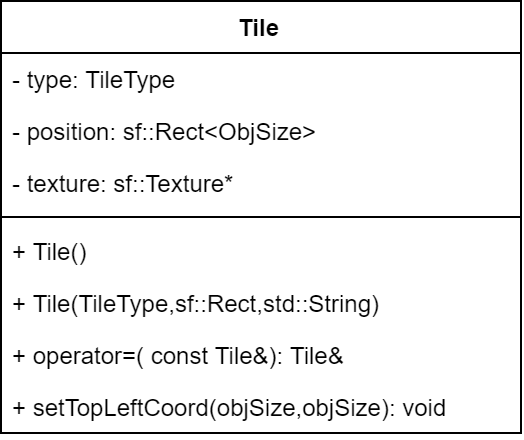 Tile
- type: TileType
- position: sf::Rect<ObjSize>
- texture: sf::Texture*
+ Tile()
+ Tile(TileType,sf::Rect,std::String)
+ operator=( const Tile&): Tile&
+ setTopLeftCoord(objSize,objSize): void